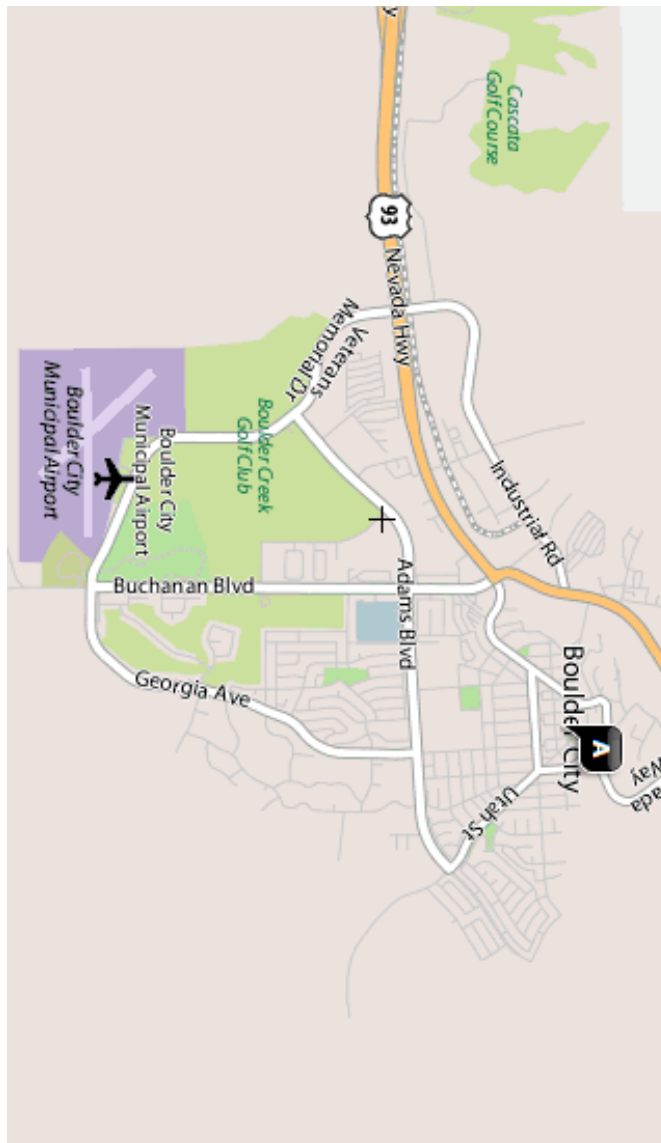 Cascata
Golf Course
93
Nevada Hwy
Veterans
Memorial Dr
Industrial Rd
Boulder Creek
Golf Club
Boulder City
Municipal Airport
Boulder City
Municipal Airport
Buchanan Blvd
Adams Blvd
Georgia Ave
Boulder City
A
Utah St
Way
ada
y